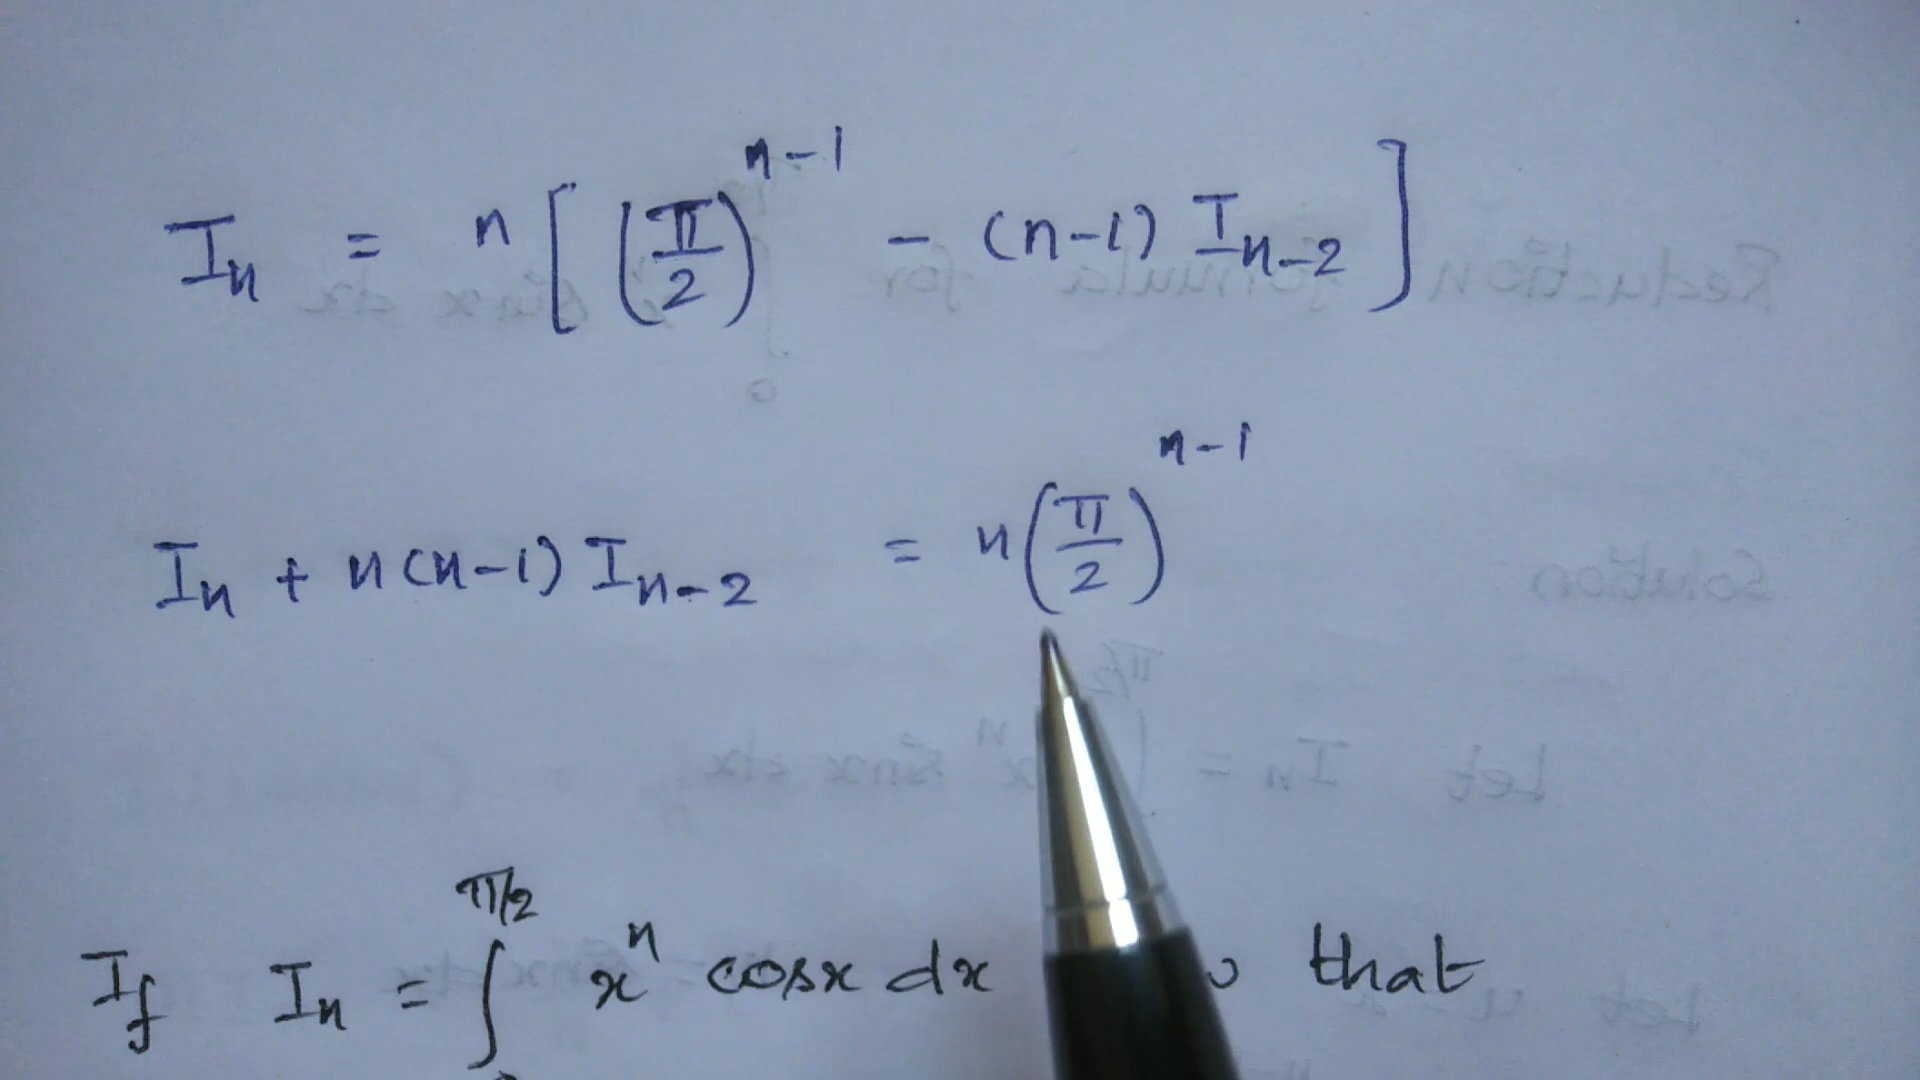 Iₙ = n[(π/2)ⁿ⁻¹ - (n-1) Iₙ₋₂]
Iₙ + n(n-1) Iₙ₋₂ = n(π/2)ⁿ⁻¹
If Iₙ = ∫ π/2 xⁿ cosx dx that